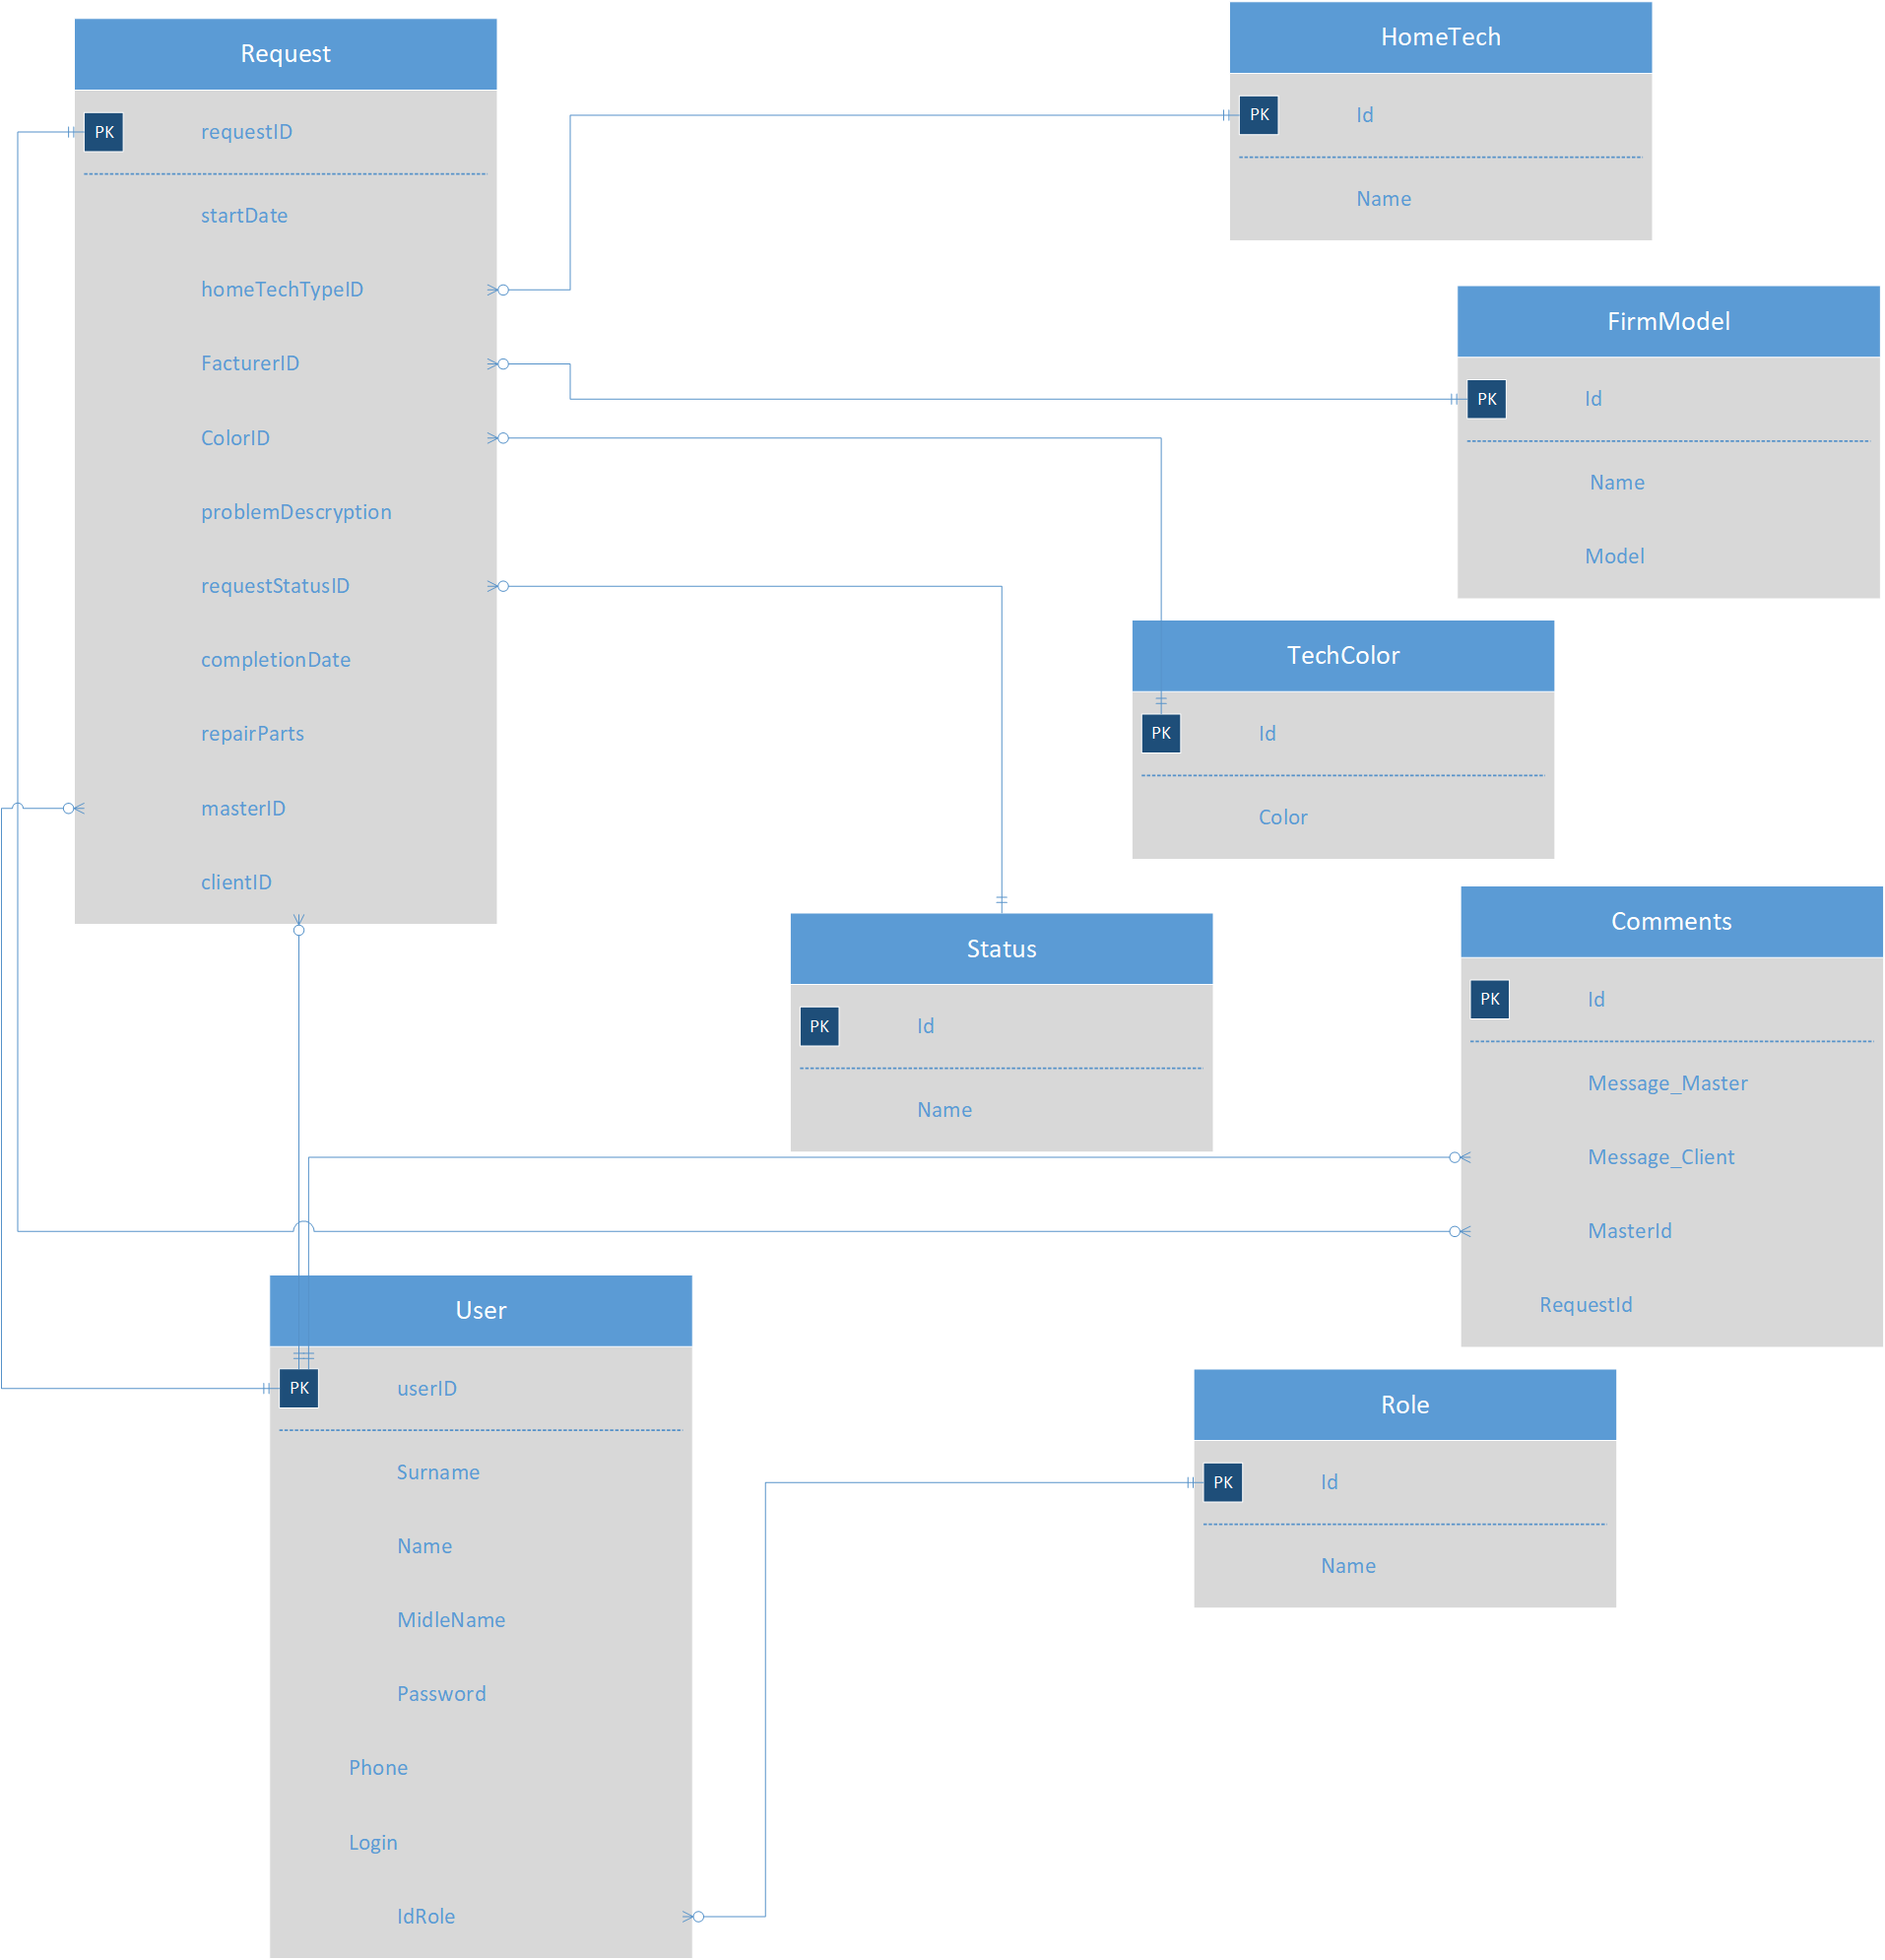 Request
PK requestID
startDate
homeTechTypeID
FacturerID
ColorID
problemDescryption
requestStatusID
completionDate
repairParts
masterID
clientID
HomeTech
PK Id
Name
FirmModel
PK Id
Name
Model
TechColor
PK Id
Color
Status
PK Id
Name
Comments
PK Id
Message_Master
Message_Client
MasterId
RequestId
User
PK userID
Surname
Name
MidleName
Password
Phone
Login
IdRole
Role
PK Id
Name